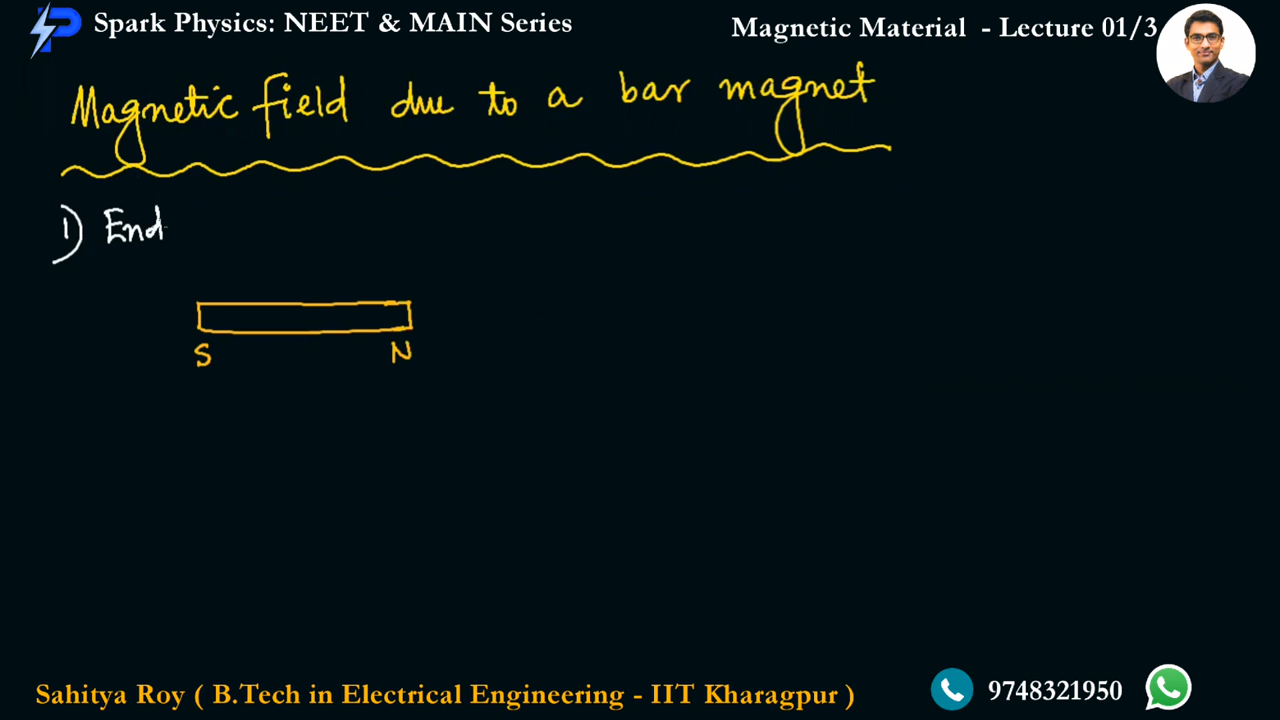 Spark Physics: NEET & MAIN Series
Magnetic Material - Lecture 01/3
Magnetic field due to a bar magnet
1) End
S N
Sahitya Roy ( B.Tech in Electrical Engineering - IIT Kharagpur )
9748321950